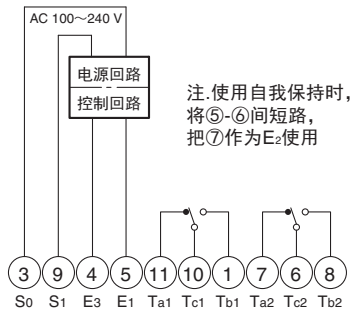 AC 100～240 V
电源回路
控制回路
注.使用自我保持时，
将⑤-⑥间短路，
把⑦作为E₂使用
3 9 4 5 11 10 1 7 6 8
S0 S1 E3 E1 Ta1 Tc1 Tb1 Ta2 Tc2 Tb2